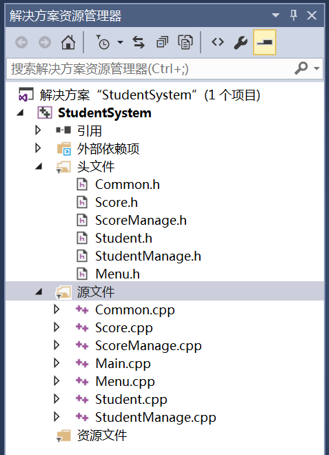 解决方案资源管理器
搜索解决方案资源管理器(Ctrl+;)
解决方案 "StudentSystem" (1 个项目)
StudentSystem
引用
外部依赖项
头文件
Common.h
Score.h
ScoreManage.h
Student.h
StudentManage.h
Menu.h
源文件
Common.cpp
Score.cpp
ScoreManage.cpp
Main.cpp
Menu.cpp
Student.cpp
StudentManage.cpp
资源文件